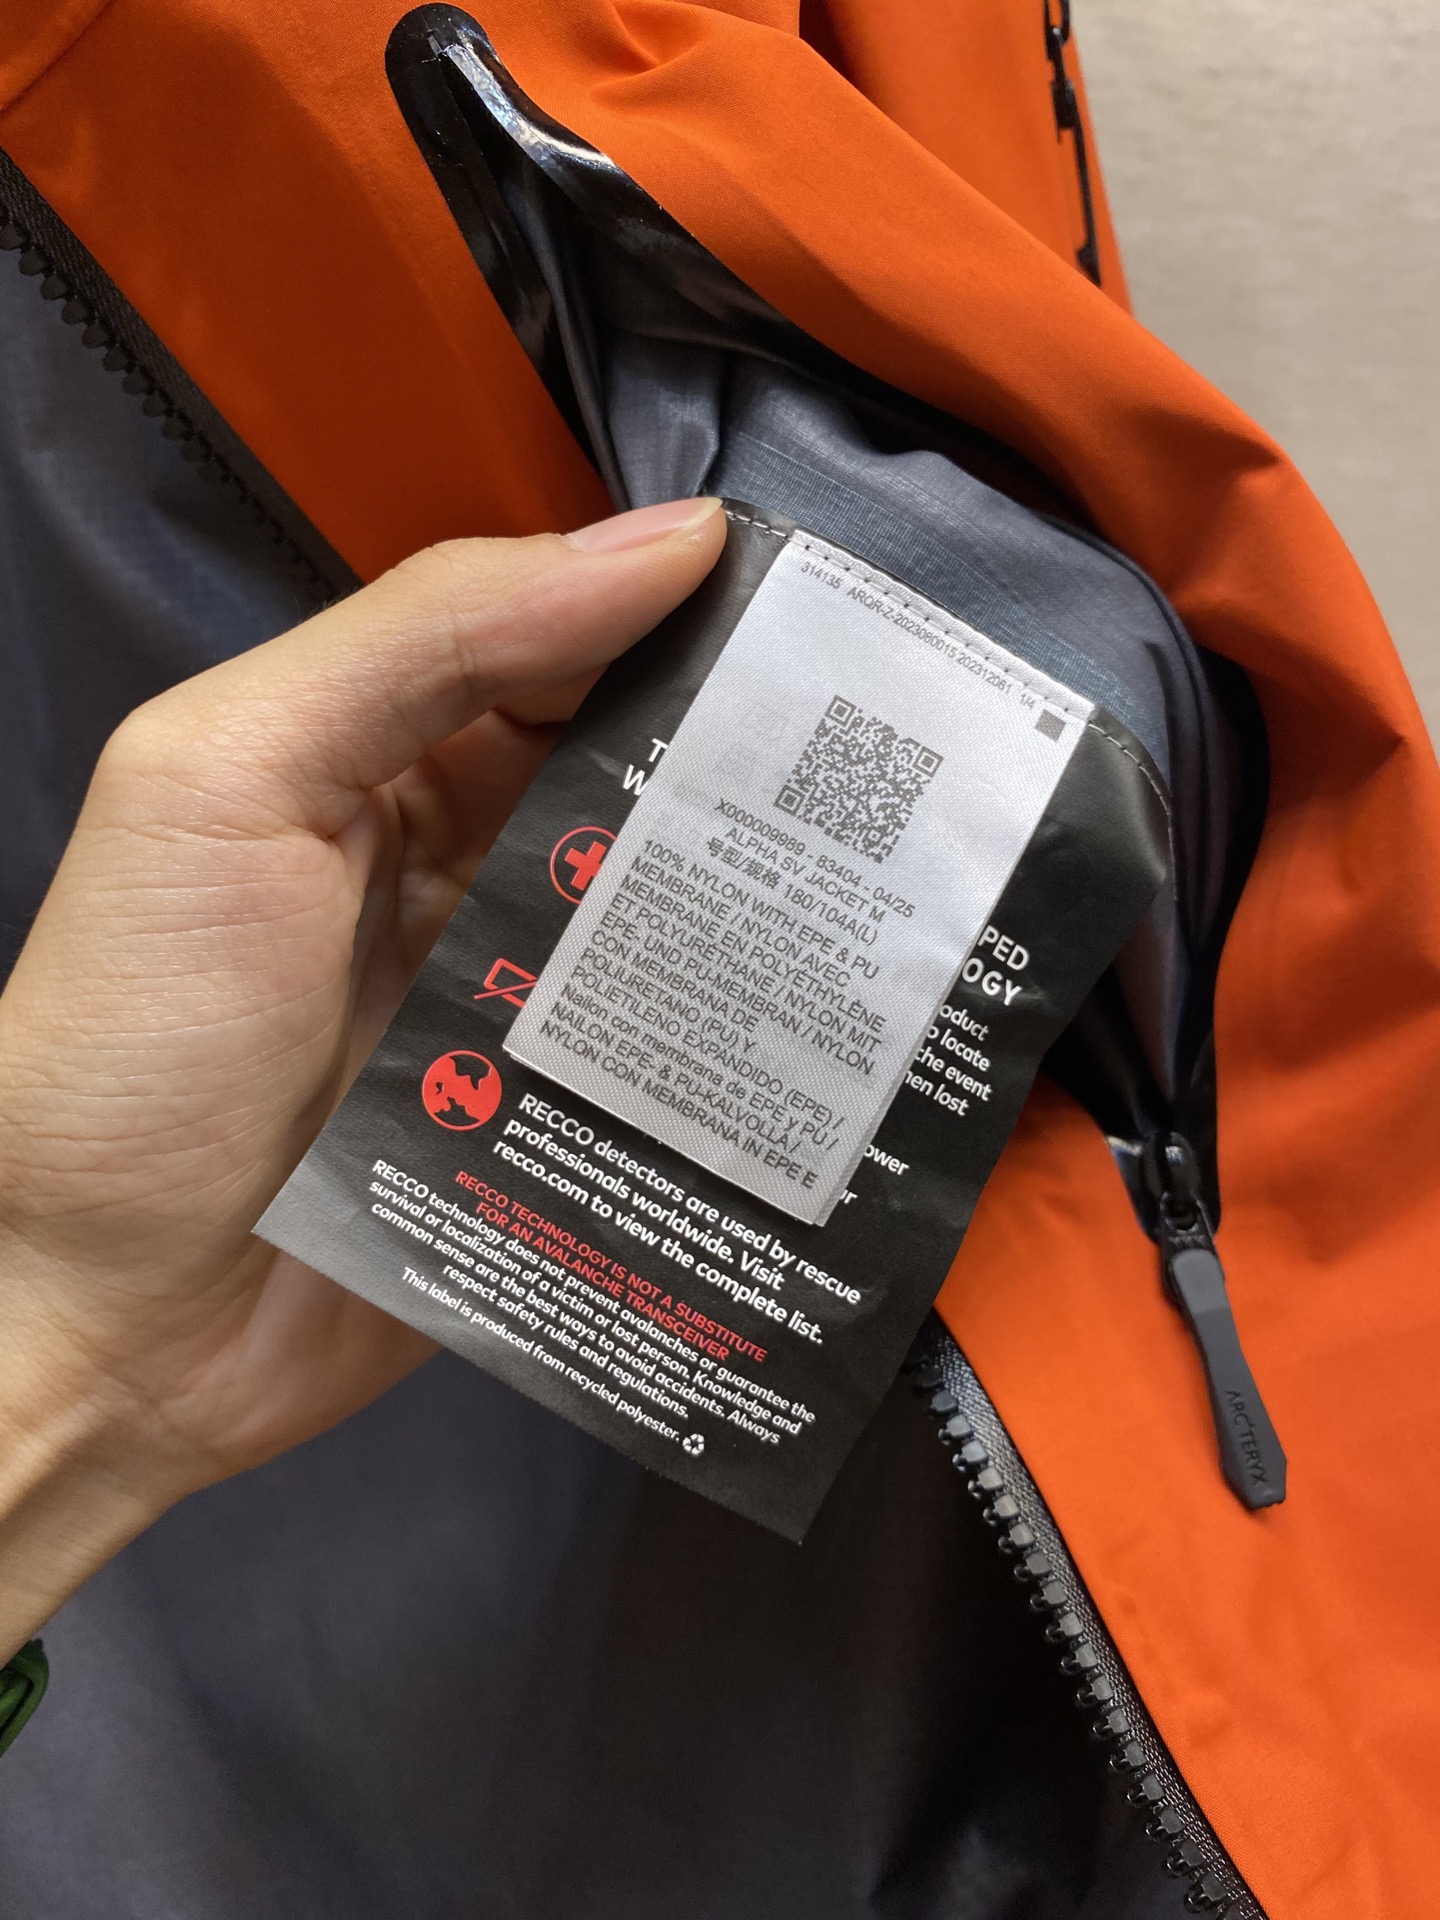 314135 ARQR-Z-2023080015 202312061 1/4
X000009989 - 83404 - 04/25
ALPHA SV JACKET M
号型/规格 180/104A(L)
100% NYLON WITH EPE & PU
MEMBRANE / NYLON AVEC
MEMBRANE EN POLYÉTHYLÈNE
ET POLYURÉTHANE / NYLON MIT
EPE- UND PU-MEMBRAN / NYLON
CON MEMBRANA DE
POLIURETANO (PU) Y
POLIETILENO EXPANDIDO (EPE) /
Nailon con membrana de EPE y PU /
NAILON EPE- & PU-KALVOLLA /
NYLON CON MEMBRANA IN EPE E
T
W
PED
OGY
oduct
o locate
the event
hen lost
ower
or
RECCO detectors are used by rescue
professionals worldwide. Visit
recco.com to view the complete list.
RECCO TECHNOLOGY IS NOT A SUBSTITUTE
FOR AN AVALANCHE TRANSCEIVER
RECCO technology does not prevent avalanches or guarantee the
survival or localization of a victim or lost person. Knowledge and
common sense are the best ways to avoid accidents. Always
respect safety rules and regulations.
This label is produced from recycled polyester.
ARC'TERYX